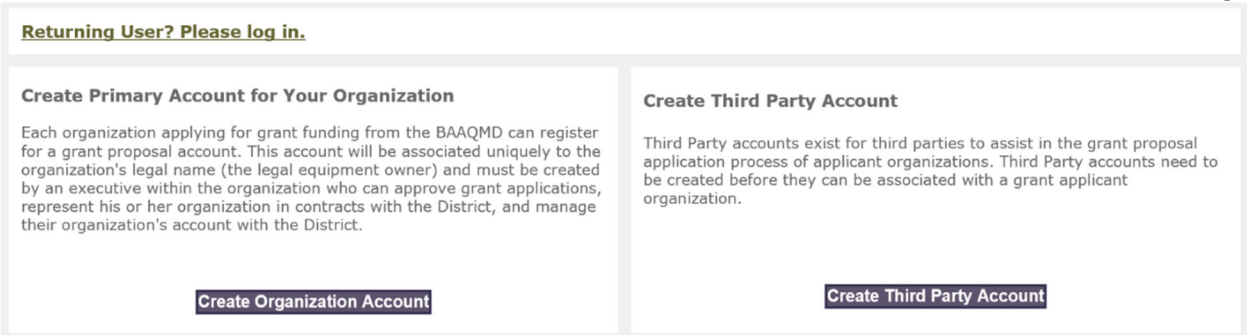 Returning User? Please log in.
Create Primary Account for Your Organization
Each organization applying for grant funding from the BAAQMD can register
for a grant proposal account. This account will be associated uniquely to the
organization's legal name (the legal equipment owner) and must be created
by an executive within the organization who can approve grant applications,
represent his or her organization in contracts with the District, and manage
their organization's account with the District.
Create Organization Account
Create Third Party Account
Third Party accounts exist for third parties to assist in the grant proposal
application process of applicant organizations. Third Party accounts need to
be created before they can be associated with a grant applicant
organization.
Create Third Party Account